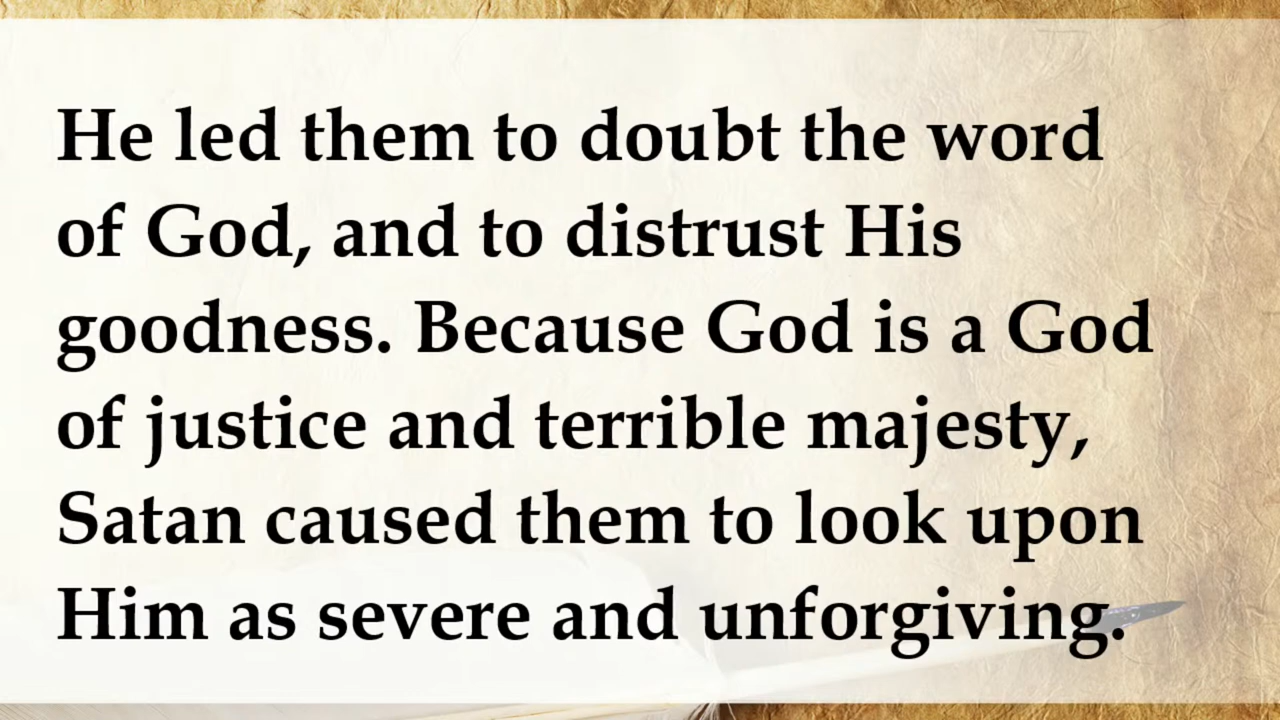 He led them to doubt the word
of God, and to distrust His
goodness. Because God is a God
of justice and terrible majesty,
Satan caused them to look upon
Him as severe and unforgiving.